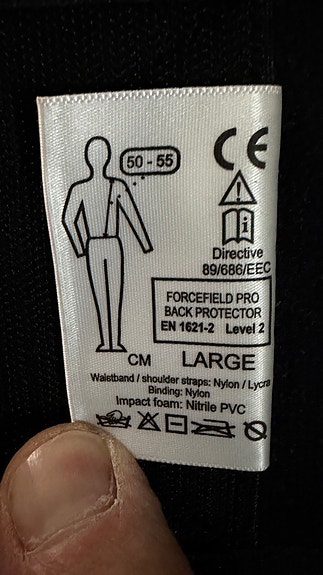 50 - 55
CE
Directive
89/686/EEC
FORCEFIELD PRO
BACK PROTECTOR
EN 1621-2 Level 2
CM LARGE
Waistband / shoulder straps: Nylon / Lycra
Binding: Nylon
Impact foam: Nitrile PVC